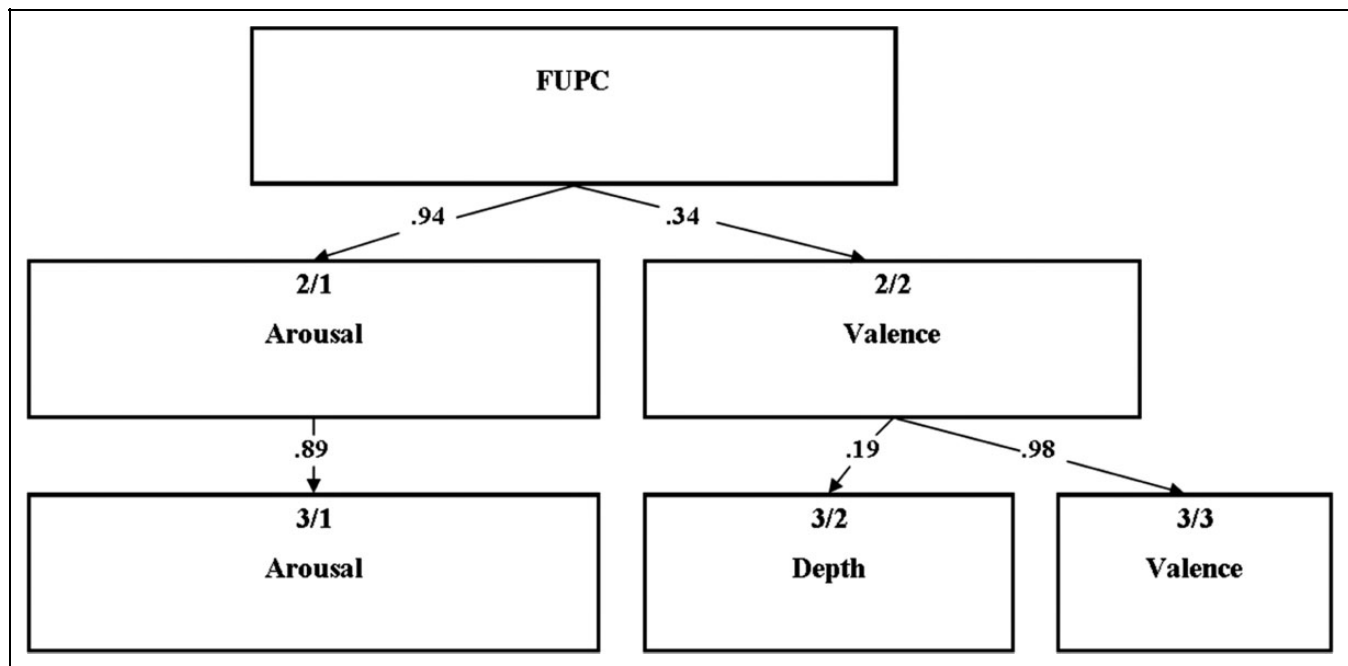 FUPC
.94
.34
2/1
Arousal
2/2
Valence
.89
.19
.98
3/1
Arousal
3/2
Depth
3/3
Valence